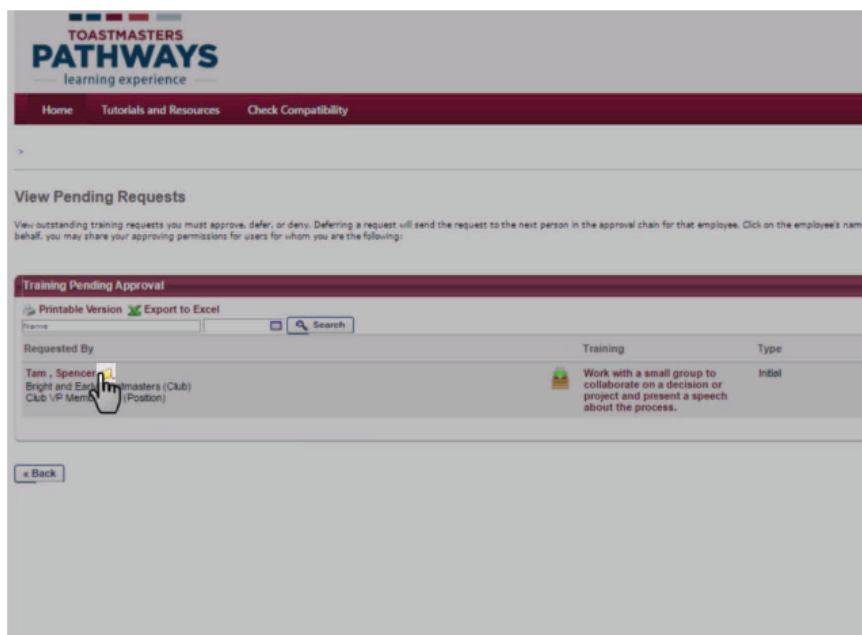 TOASTMASTERS
PATHWAYS
learning experience
Home Tutorials and Resources Check Compatibility
>
View Pending Requests
View outstanding training requests you must approve, defer, or deny. Deferring a request will send the request to the next person in the approval chain for that employee. Click on the employee's nam
behalf, you may share your approving permissions for users for whom you are the following:
Training Pending Approval
Printable Version Export to Excel
Name Search
Requested By Training Type
Tam , Spencer Work with a small group to Initial
Bright and Ear tmasters (Club) collaborate on a decision or
Club VP Mem (Position) project and present a speech
about the process.
« Back